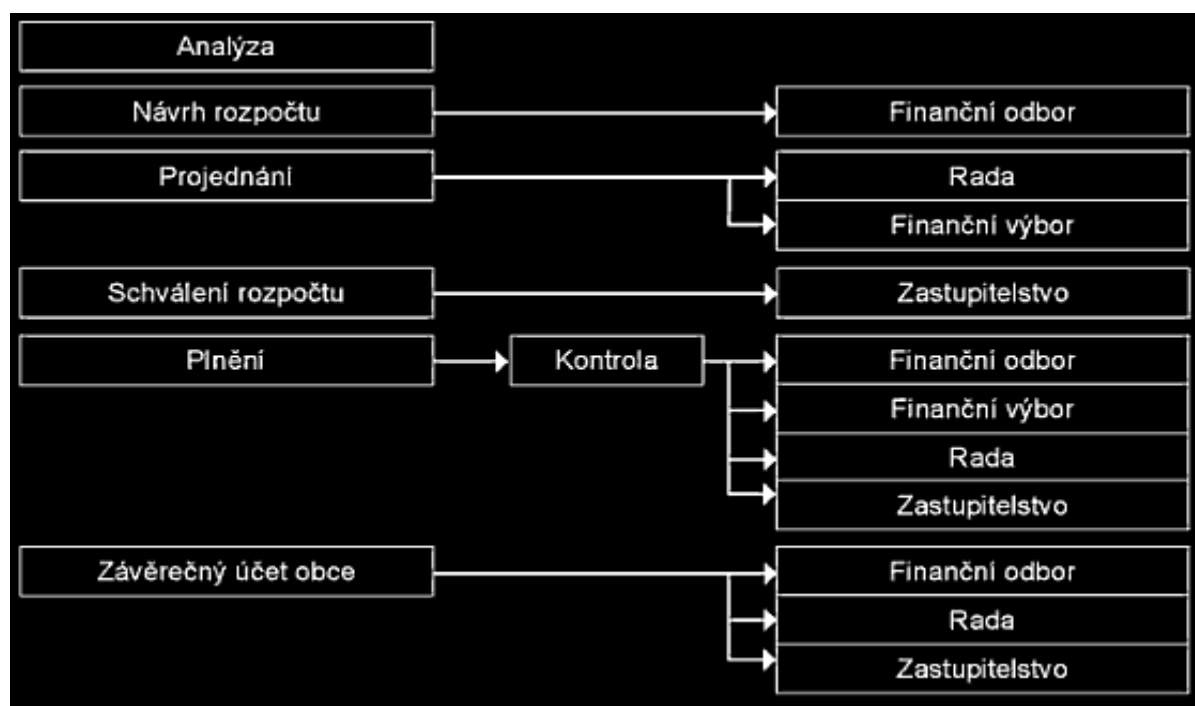 Analýza
Návrh rozpočtu
Finanční odbor
Projednání
Rada
Finanční výbor
Schválení rozpočtu
Zastupitelstvo
Plnění
Kontrola
Finanční odbor
Finanční výbor
Rada
Zastupitelstvo
Závěrečný účet obce
Finanční odbor
Rada
Zastupitelstvo